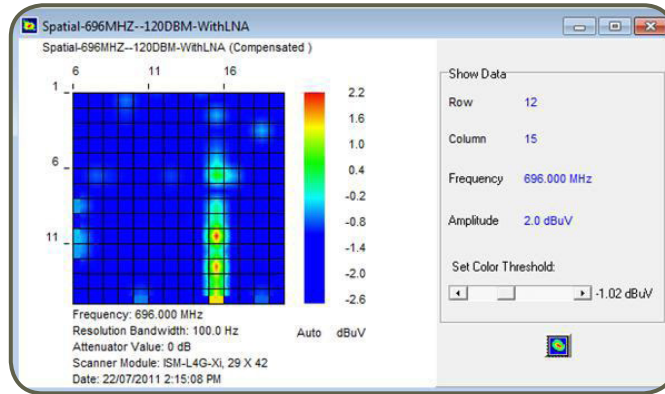 Spatial-696MHZ--120DBM-WithLNA
Spatial-696MHZ--120DBM-WithLNA (Compensated )
6 11 16
1
6
11
2.2
1.6
1.0
0.4
-0.2
-0.8
-1.4
-2.0
-2.6
Frequency: 696.000 MHz
Resolution Bandwidth: 100.0 Hz
Auto dBuV
Attenuator Value: 0 dB
Scanner Module: ISM-L4G-Xi, 29 X 42
Date: 22/07/2011 2:15:08 PM
Show Data
Row 12
Column 15
Frequency 696.000 MHz
Amplitude 2.0 dBuV
Set Color Threshold:
-1.02 dBuV